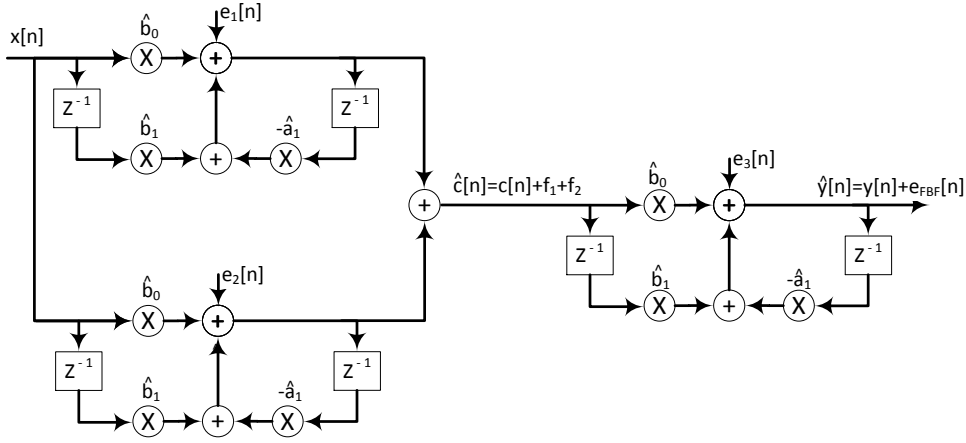 x[n]
b̂₀
e₁[n]
X
+
Z⁻¹
Z⁻¹
b̂₁
-â₁
X
+
X
ĉ[n]=c[n]+f₁+f₂
+
b̂₀
e₃[n]
ŷ[n]=y[n]+e_FBF[n]
X
+
Z⁻¹
Z⁻¹
b̂₁
-â₁
X
+
X
b̂₀
e₂[n]
X
+
Z⁻¹
Z⁻¹
b̂₁
-â₁
X
+
X